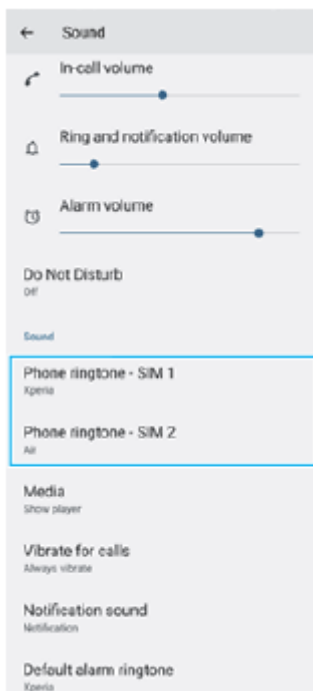 Sound
In-call volume
Ring and notification volume
Alarm volume
Do Not Disturb
Off
Sound
Phone ringtone - SIM 1
Xperia
Phone ringtone - SIM 2
Air
Media
Show player
Vibrate for calls
Always vibrate
Notification sound
Notification
Default alarm ringtone
Xperia